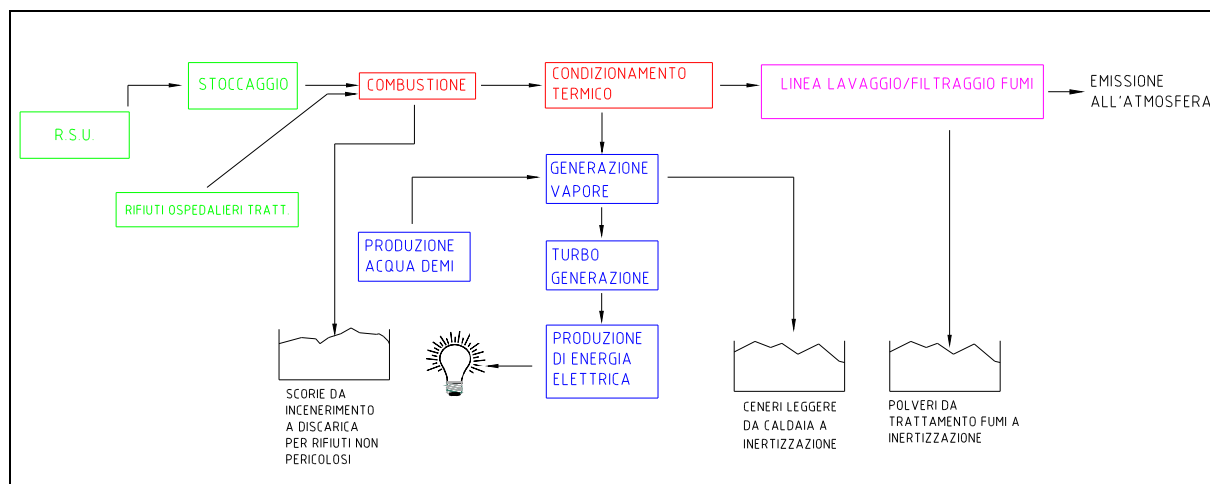 R.S.U.
STOCCAGGIO
RIFIUTI OSPEDALIERI TRATT.
COMBUSTIONE
CONDIZIONAMENTO
TERMICO
LINEA LAVAGGIO/FILTRAGGIO FUMI
EMISSIONE
ALL'ATMOSFERA
GENERAZIONE
VAPORE
PRODUZIONE
ACQUA DEMI
TURBO
GENERAZIONE
PRODUZIONE
DI ENERGIA
ELETTRICA
SCORIE DA
INCENERIMENTO
A DISCARICA
PER RIFIUTI NON
PERICOLOSI
CENERI LEGGERE
DA CALDAIA A
INERTIZZAZIONE
POLVERI DA
TRATTAMENTO FUMI A
INERTIZZAZIONE